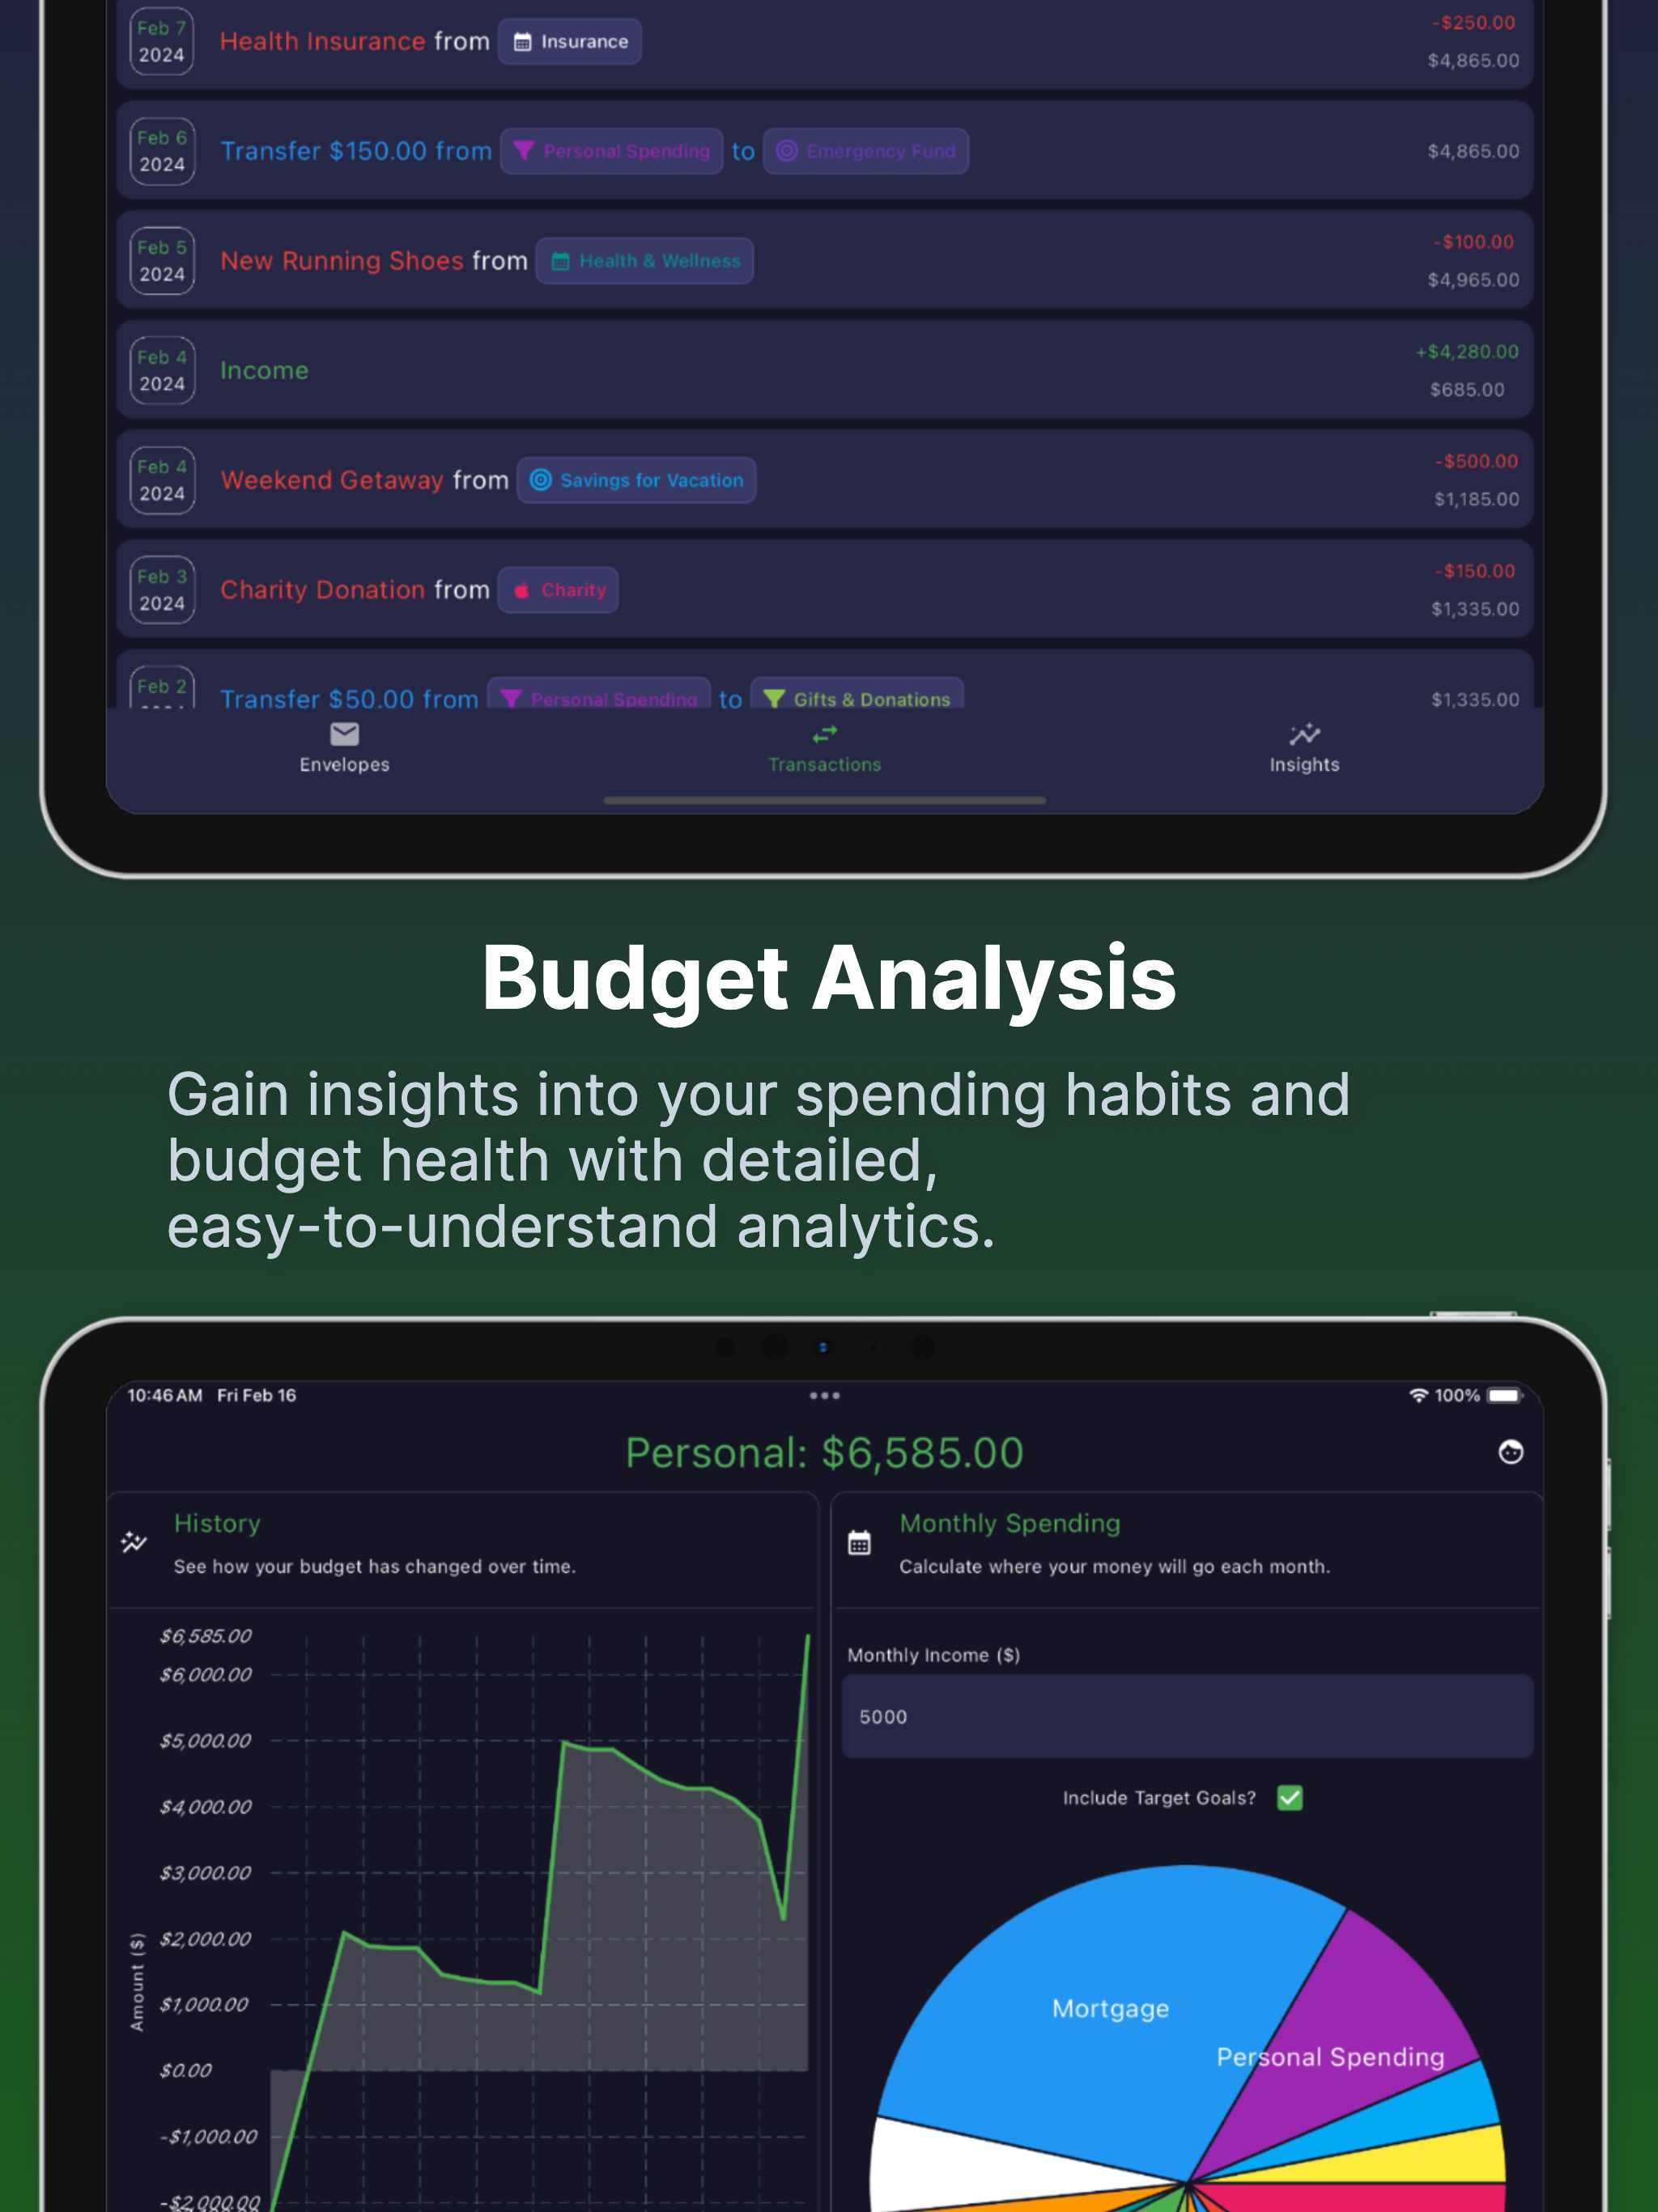 Feb 7
2024
Health Insurance from Insurance
-$250.00
$4,865.00
Feb 6
2024
Transfer $150.00 from Personal Spending to Emergency Fund
$4,865.00
Feb 5
2024
New Running Shoes from Health & Wellness
-$100.00
$4,965.00
Feb 4
2024
Income
+$4,280.00
$685.00
Feb 4
2024
Weekend Getaway from Savings for Vacation
-$500.00
$1,185.00
Feb 3
2024
Charity Donation from Charity
-$150.00
$1,335.00
Feb 2
Transfer $50.00 from Personal Spending to Gifts & Donations
$1,335.00
Envelopes
Transactions
Insights
Budget Analysis
Gain insights into your spending habits and
budget health with detailed,
easy-to-understand analytics.
10:46 AM Fri Feb 16
100%
Personal: $6,585.00
History
See how your budget has changed over time.
$6,585.00
$6,000.00
$5,000.00
$4,000.00
$3,000.00
$2,000.00
$1,000.00
$0.00
-$1,000.00
-$2,000.00
Amount ($)
Monthly Spending
Calculate where your money will go each month.
Monthly Income ($)
5000
Include Target Goals?
Mortgage
Personal Spending